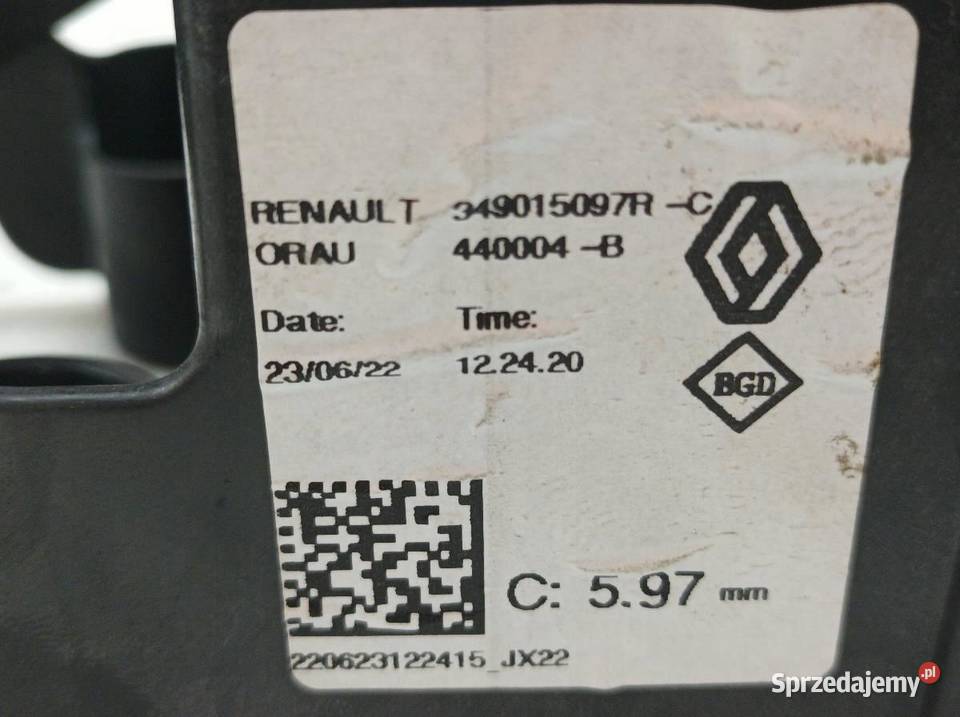 RENAULT 349015097R -C
ORAU 440004 -B
Date: Time:
23/06/22 12.24.20
BGD
C: 5.97 mm
220623122415_JX22
Sprzedajemy.pl